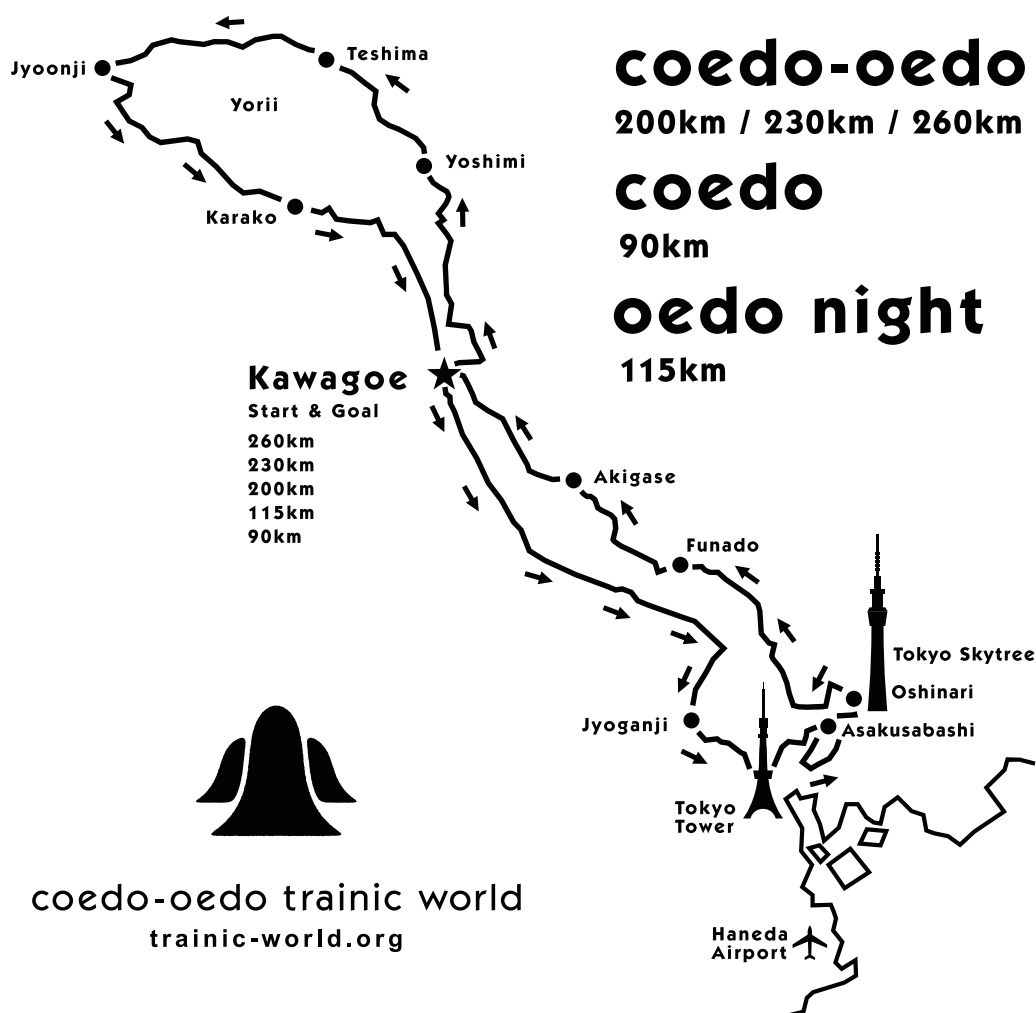 coedo-oedo
200km / 230km / 260km
coedo
90km
oedo night
115km
Jyoonji
Teshima
Yorii
Yoshimi
Karako
Kawagoe
Start & Goal
260km
230km
200km
115km
90km
Akigase
Funado
Tokyo Skytree
Oshinari
Asakusabashi
Jyoganji
Tokyo
Tower
Haneda
Airport
coedo-oedo trainic world
trainic-world.org